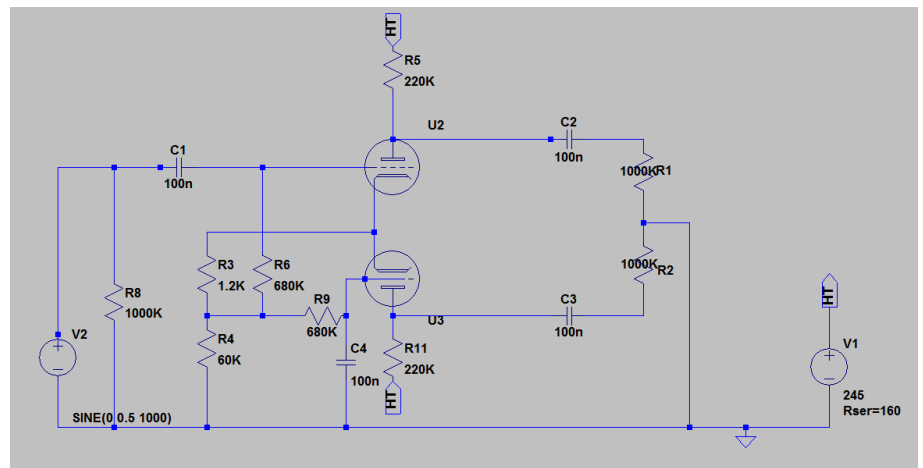 HT
R5
220K
U2
C1
100n
C2
100n
1000K
R1
R3
1.2K
R6
680K
R8
1000K
R9
680K
1000K
R2
U3
C3
100n
HT
V2
R4
60K
C4
100n
R11
220K
HT
V1
245
Rser=160
SINE(0 0.5 1000)